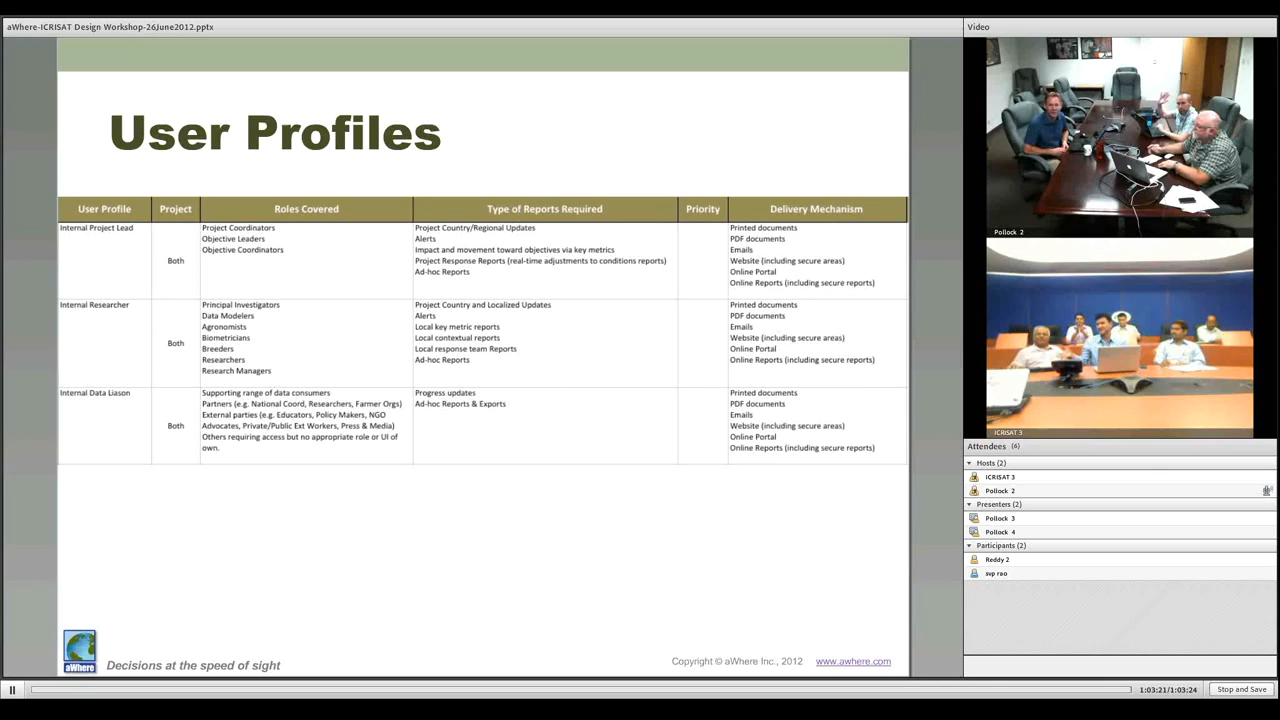 aWhere-ICRISAT Design Workshop-26June2012.pptx
User Profiles
User Profile Project Roles Covered Type of Reports Required Priority Delivery Mechanism
Internal Project Lead
Both
Project Coordinators
Objective Leaders
Objective Coordinators
Project Country/Regional Updates
Alerts
Impact and movement toward objectives via key metrics
Project Response Reports (real-time adjustments to conditions reports)
Ad-hoc Reports
Printed documents
PDF documents
Emails
Website (including secure areas)
Online Portal
Online Reports (including secure reports)
Internal Researcher
Both
Principal Investigators
Data Modelers
Agronomists
Biometricians
Breeders
Researchers
Research Managers
Project Country and Localized Updates
Alerts
Local key metric reports
Local contextual reports
Local response team Reports
Ad-hoc Reports
Printed documents
PDF documents
Emails
Website (including secure areas)
Online Portal
Online Reports (including secure reports)
Internal Data Liason
Both
Supporting range of data consumers
Partners (e.g. National Coord, Researchers, Farmer Orgs)
External parties (e.g. Educators, Policy Makers, NGO
Advocates, Private/Public Ext Workers, Press & Media)
Others requiring access but no appropriate role or UI of
own.
Progress updates
Ad-hoc Reports & Exports
Printed documents
PDF documents
Emails
Website (including secure areas)
Online Portal
Online Reports (including secure reports)
aWhere
Decisions at the speed of sight
Copyright © aWhere Inc., 2012 www.awhere.com
Video
Pollock 2
ICRISAT 3
Attendees (6)
Hosts (2)
ICRISAT 3
Pollock 2
Presenters (2)
Pollock 3
Pollock 4
Participants (2)
Reddy 2
svp rao
1:03:21/1:03:24
Stop and Save